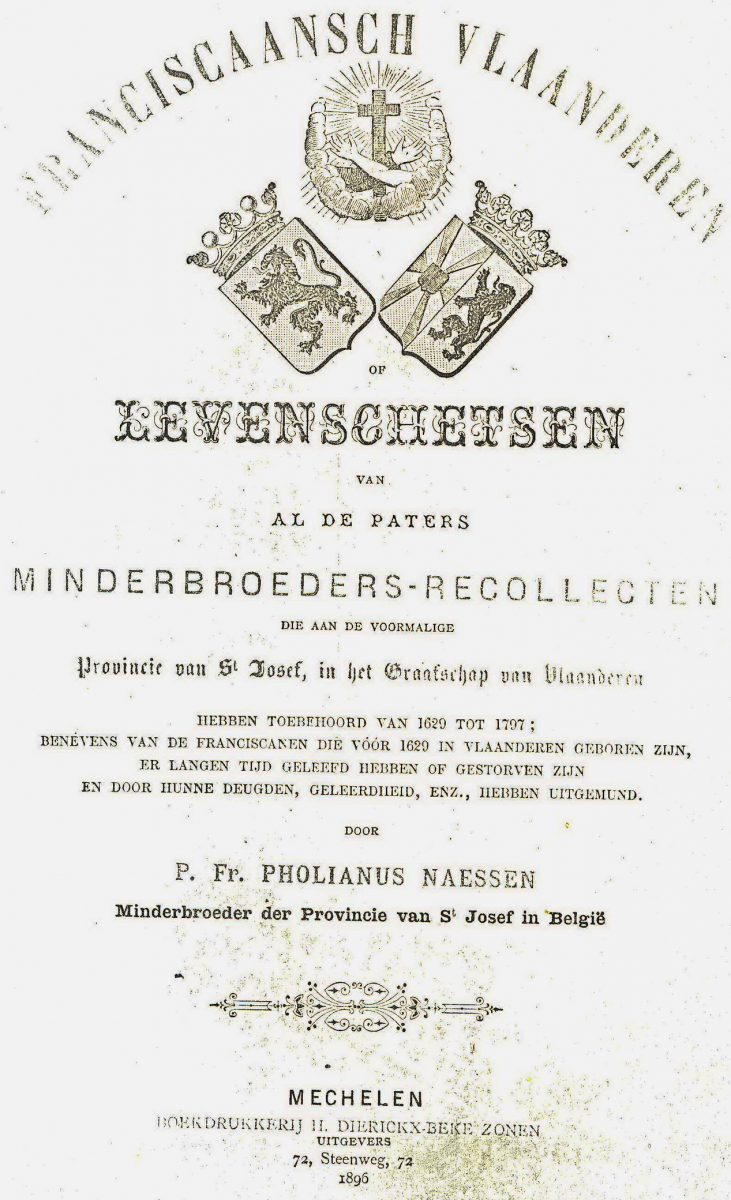 FRANCISCAANSCH VLAANDEREN
OF
LEVENSCHETSEN
VAN
AL DE PATERS
MINDERBROEDERS-RECOLLECTEN
DIE AAN DE VOORMALIGE
Provincie van St Josef, in het Graafschap van Vlaanderen
HEBBEN TOEBEHOORD VAN 1629 TOT 1797;
BENEVENS VAN DE FRANCISCANEN DIE VÓÓR 1629 IN VLAANDEREN GEBOREN ZIJN,
ER LANGEN TIJD GELEEFD HEBBEN OF GESTORVEN ZIJN
EN DOOR HUNNE DEUGDEN, GELEERDHEID, ENZ., HEBBEN UITGEMUND.
DOOR
P. Fr. PHOLIANUS NAESSEN
Minderbroeder der Provincie van St Josef in België
MECHELEN
BOEKDRUKKERIJ H. DIERICKX-BEKE ZONEN
UITGEVERS
72, Steenweg, 72
1896